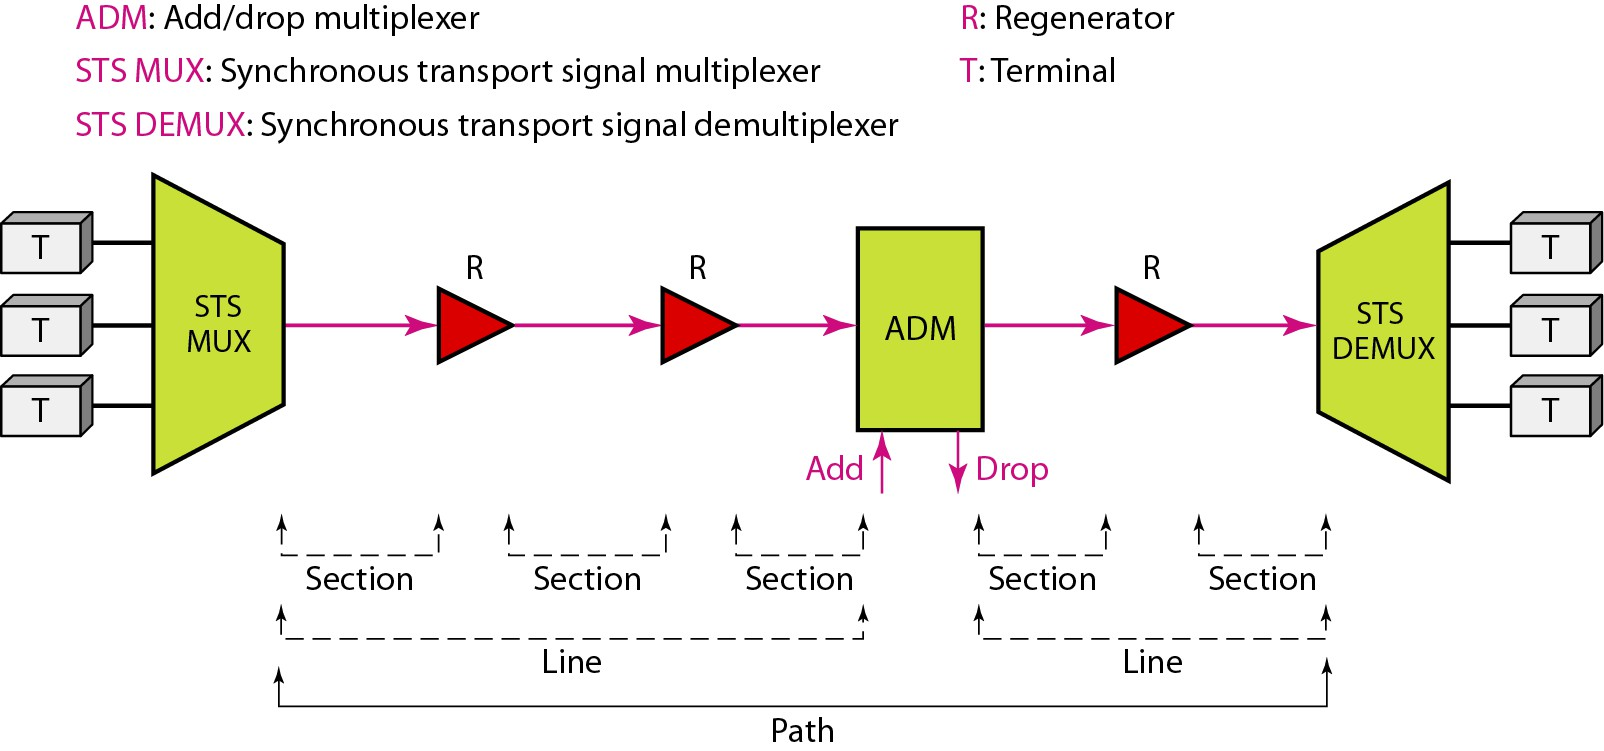 ADM: Add/drop multiplexer
R: Regenerator
STS MUX: Synchronous transport signal multiplexer
T: Terminal
STS DEMUX: Synchronous transport signal demultiplexer
T
T
T
STS
MUX
R
R
ADM
Add
Drop
R
STS
DEMUX
T
T
T
Section
Section
Section
Section
Section
Line
Line
Path